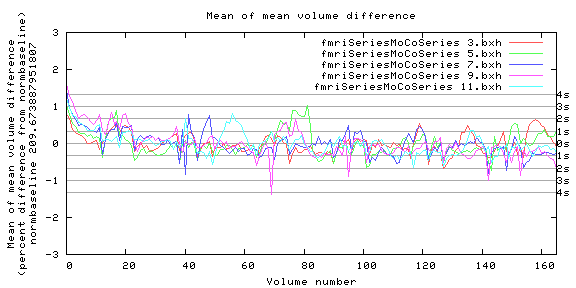 Mean of mean volume difference
fmriSeriesMoCoSeries 3.bxh
fmriSeriesMoCoSeries 5.bxh
fmriSeriesMoCoSeries 7.bxh
fmriSeriesMoCoSeries 9.bxh
fmriSeriesMoCoSeries 11.bxh
Mean of mean volume difference
(percent difference from normbaseline)
normbaseline 209.673887951807
3
2
1
0
-1
-2
-3
4s
3s
2s
1s
0s
1s
2s
3s
4s
0 20 40 60 80 100 120 140 160
Volume number